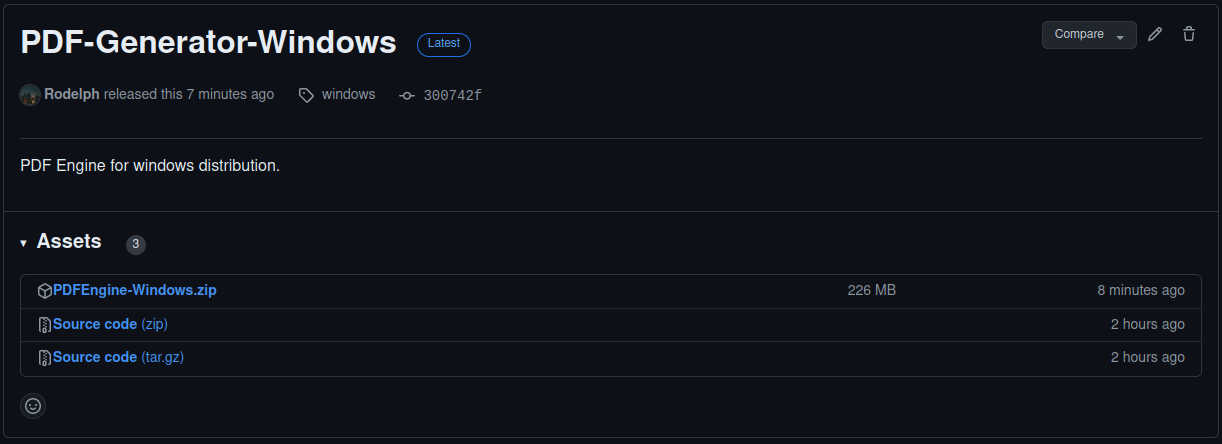 PDF-Generator-Windows Latest Compare
Rodelph released this 7 minutes ago windows 300742f
PDF Engine for windows distribution.
Assets 3
PDFEngine-Windows.zip 226 MB 8 minutes ago
Source code (zip) 2 hours ago
Source code (tar.gz) 2 hours ago